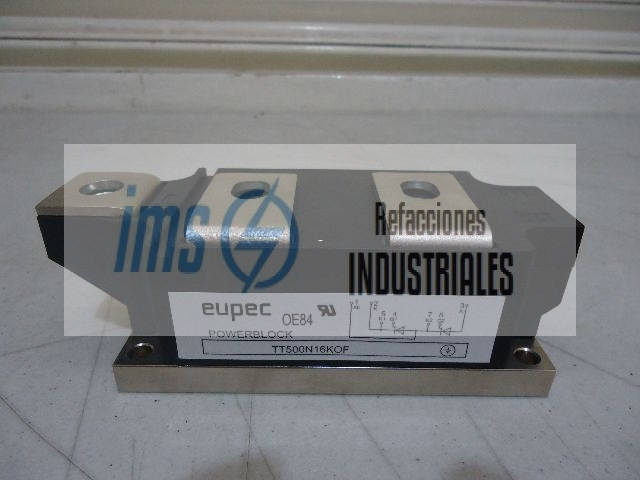 ims
Refacciones
INDUSTRIALES
eupec
OE84
POWERBLOCK
TT500N16KOF